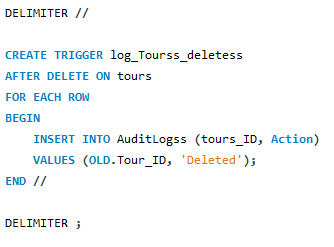 DELIMITER //
CREATE TRIGGER log_Tourss_deletess
AFTER DELETE ON tours
FOR EACH ROW
BEGIN
INSERT INTO AuditLogss (tours_ID, Action)
VALUES (OLD.Tour_ID, 'Deleted');
END //
DELIMITER ;